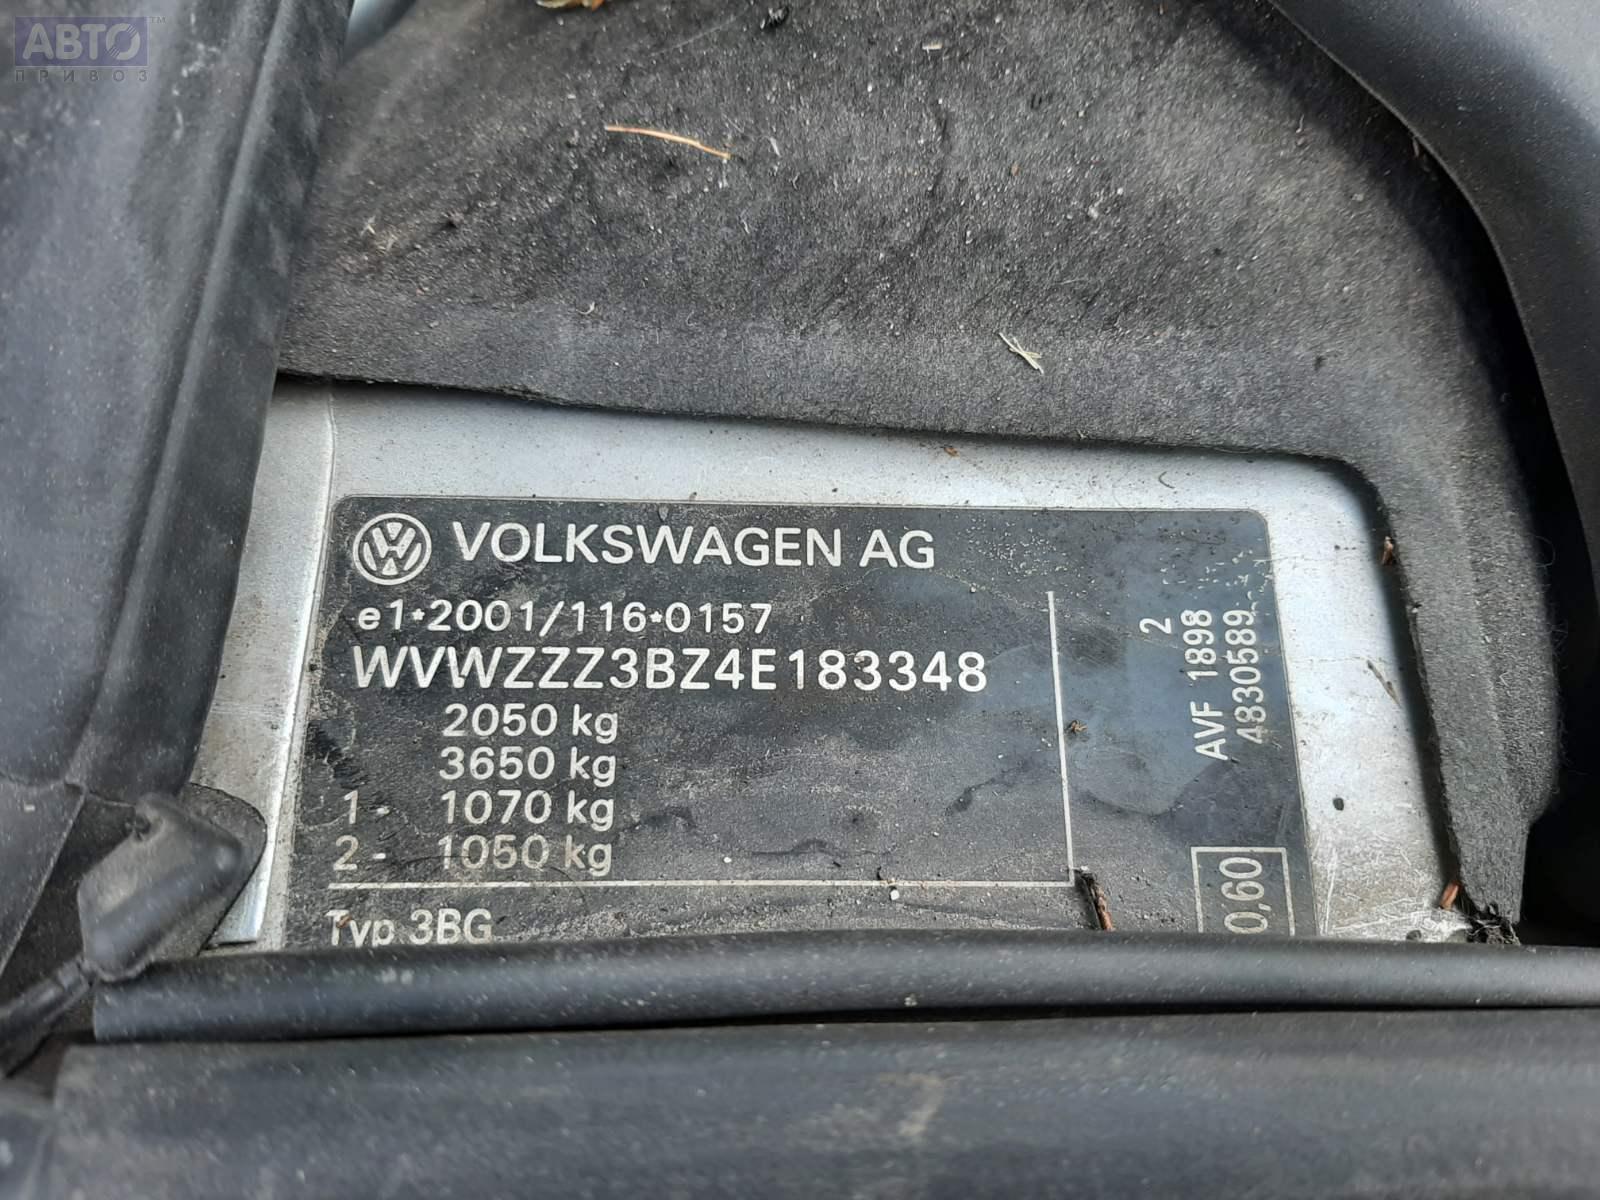 АВТО™
ПРИВОЗ
VOLKSWAGEN AG
e1*2001/116*0157
WVWZZZ3BZ4E183348
2050 kg
3650 kg
1 - 1070 kg
2 - 1050 kg
Typ 3BG
2
AVF 1898
4830589
0,60